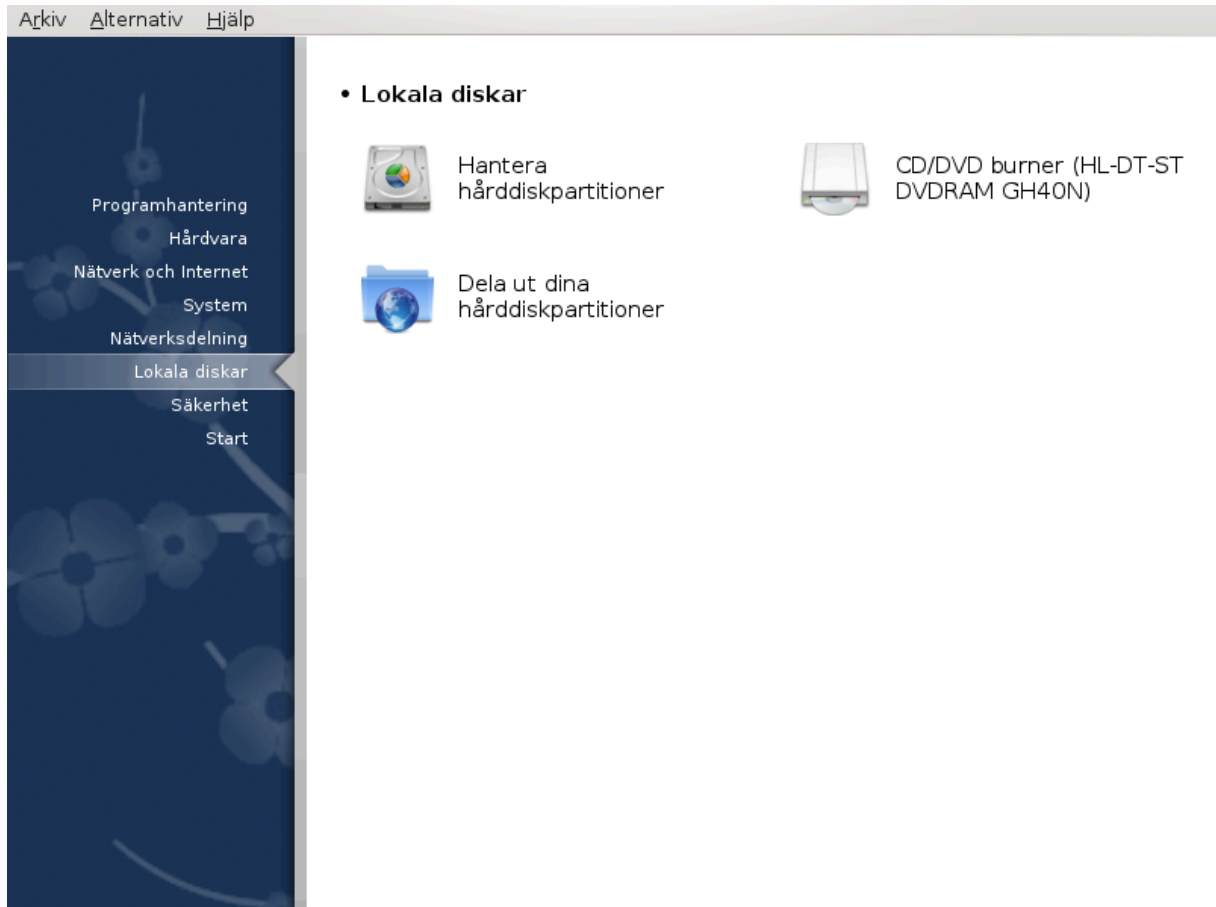 Arkiv Alternativ Hjälp
Programhantering
Hårdvara
Nätverk och Internet
System
Nätverksdelning
Lokala diskar
Säkerhet
Start
• Lokala diskar
Hantera
hårddiskpartitioner
CD/DVD burner (HL-DT-ST
DVDRAM GH40N)
Dela ut dina
hårddiskpartitioner